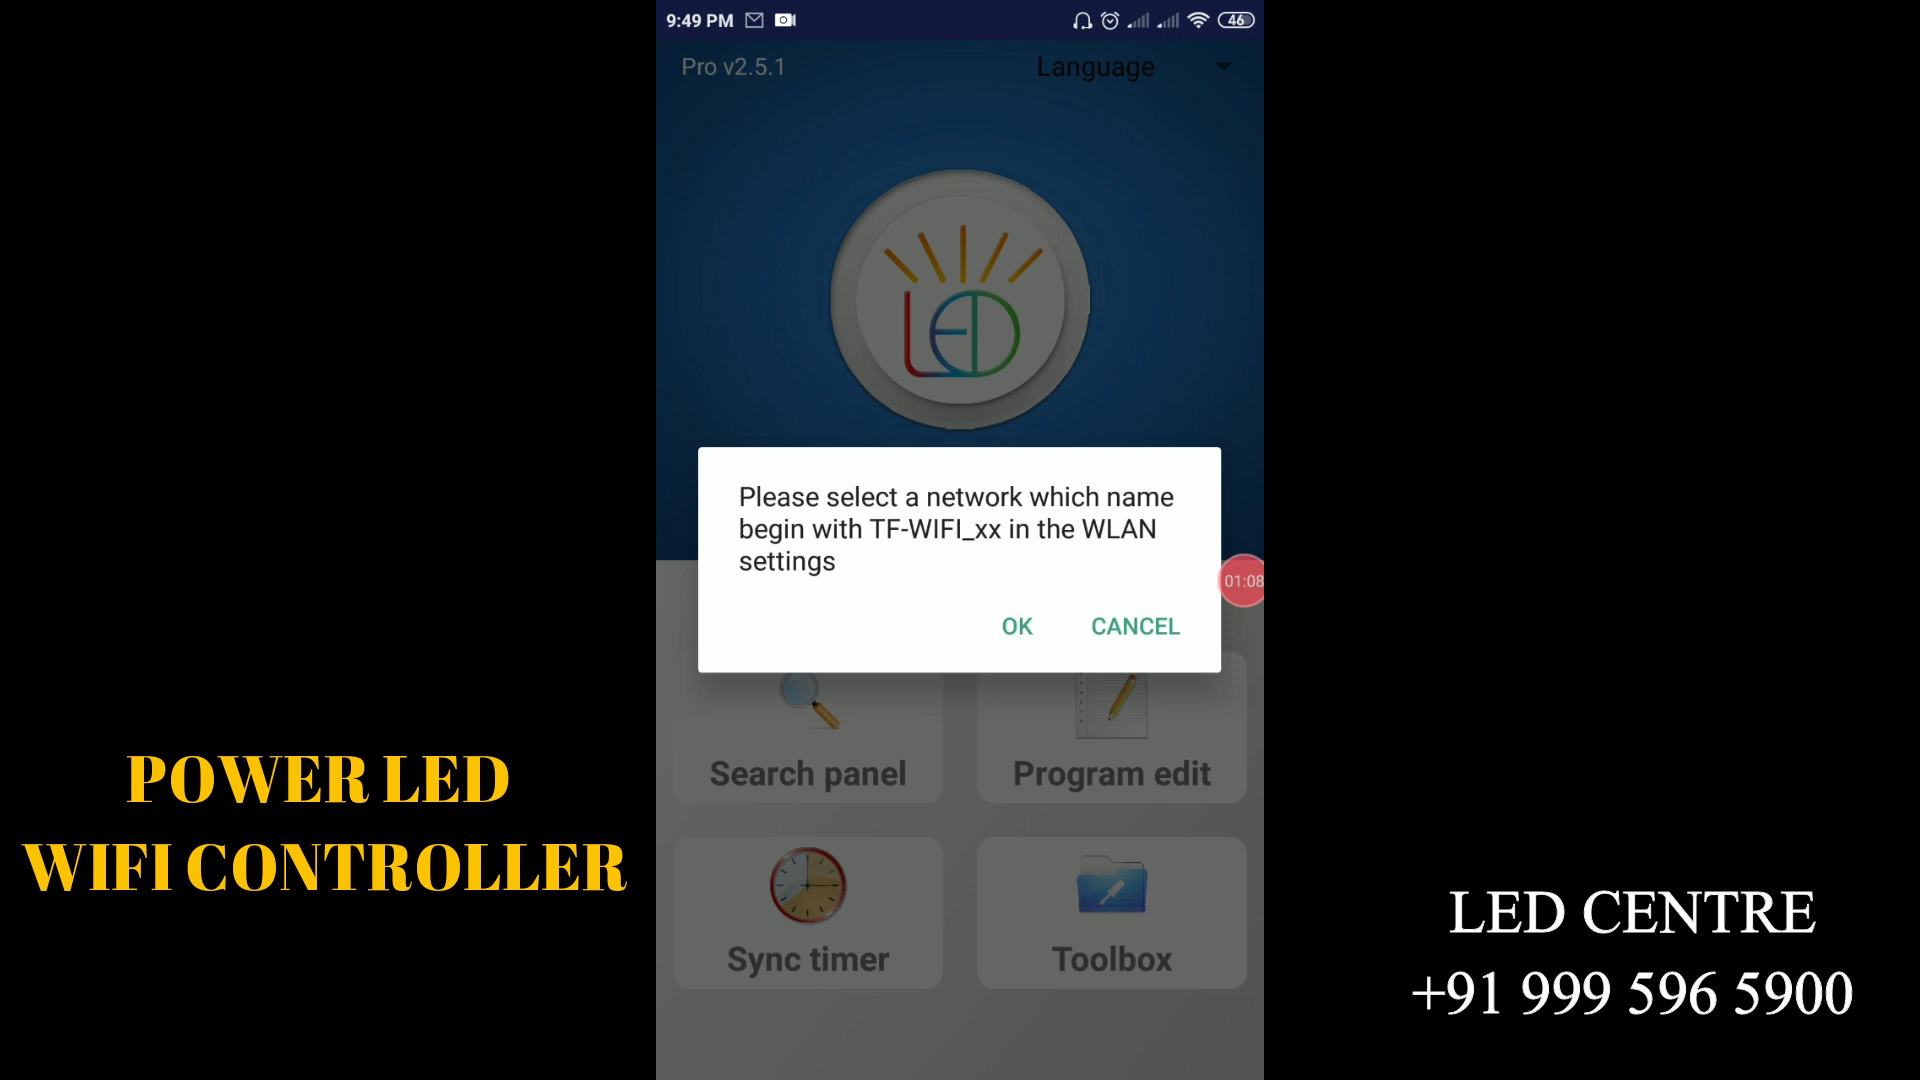 9:49 PM
46
Pro v2.5.1
Language
LED
Please select a network which name
begin with TF-WIFI_xx in the WLAN
settings
01:08
OK
CANCEL
Search panel
Program edit
Sync timer
Toolbox
POWER LED
WIFI CONTROLLER
LED CENTRE
+91 999 596 5900